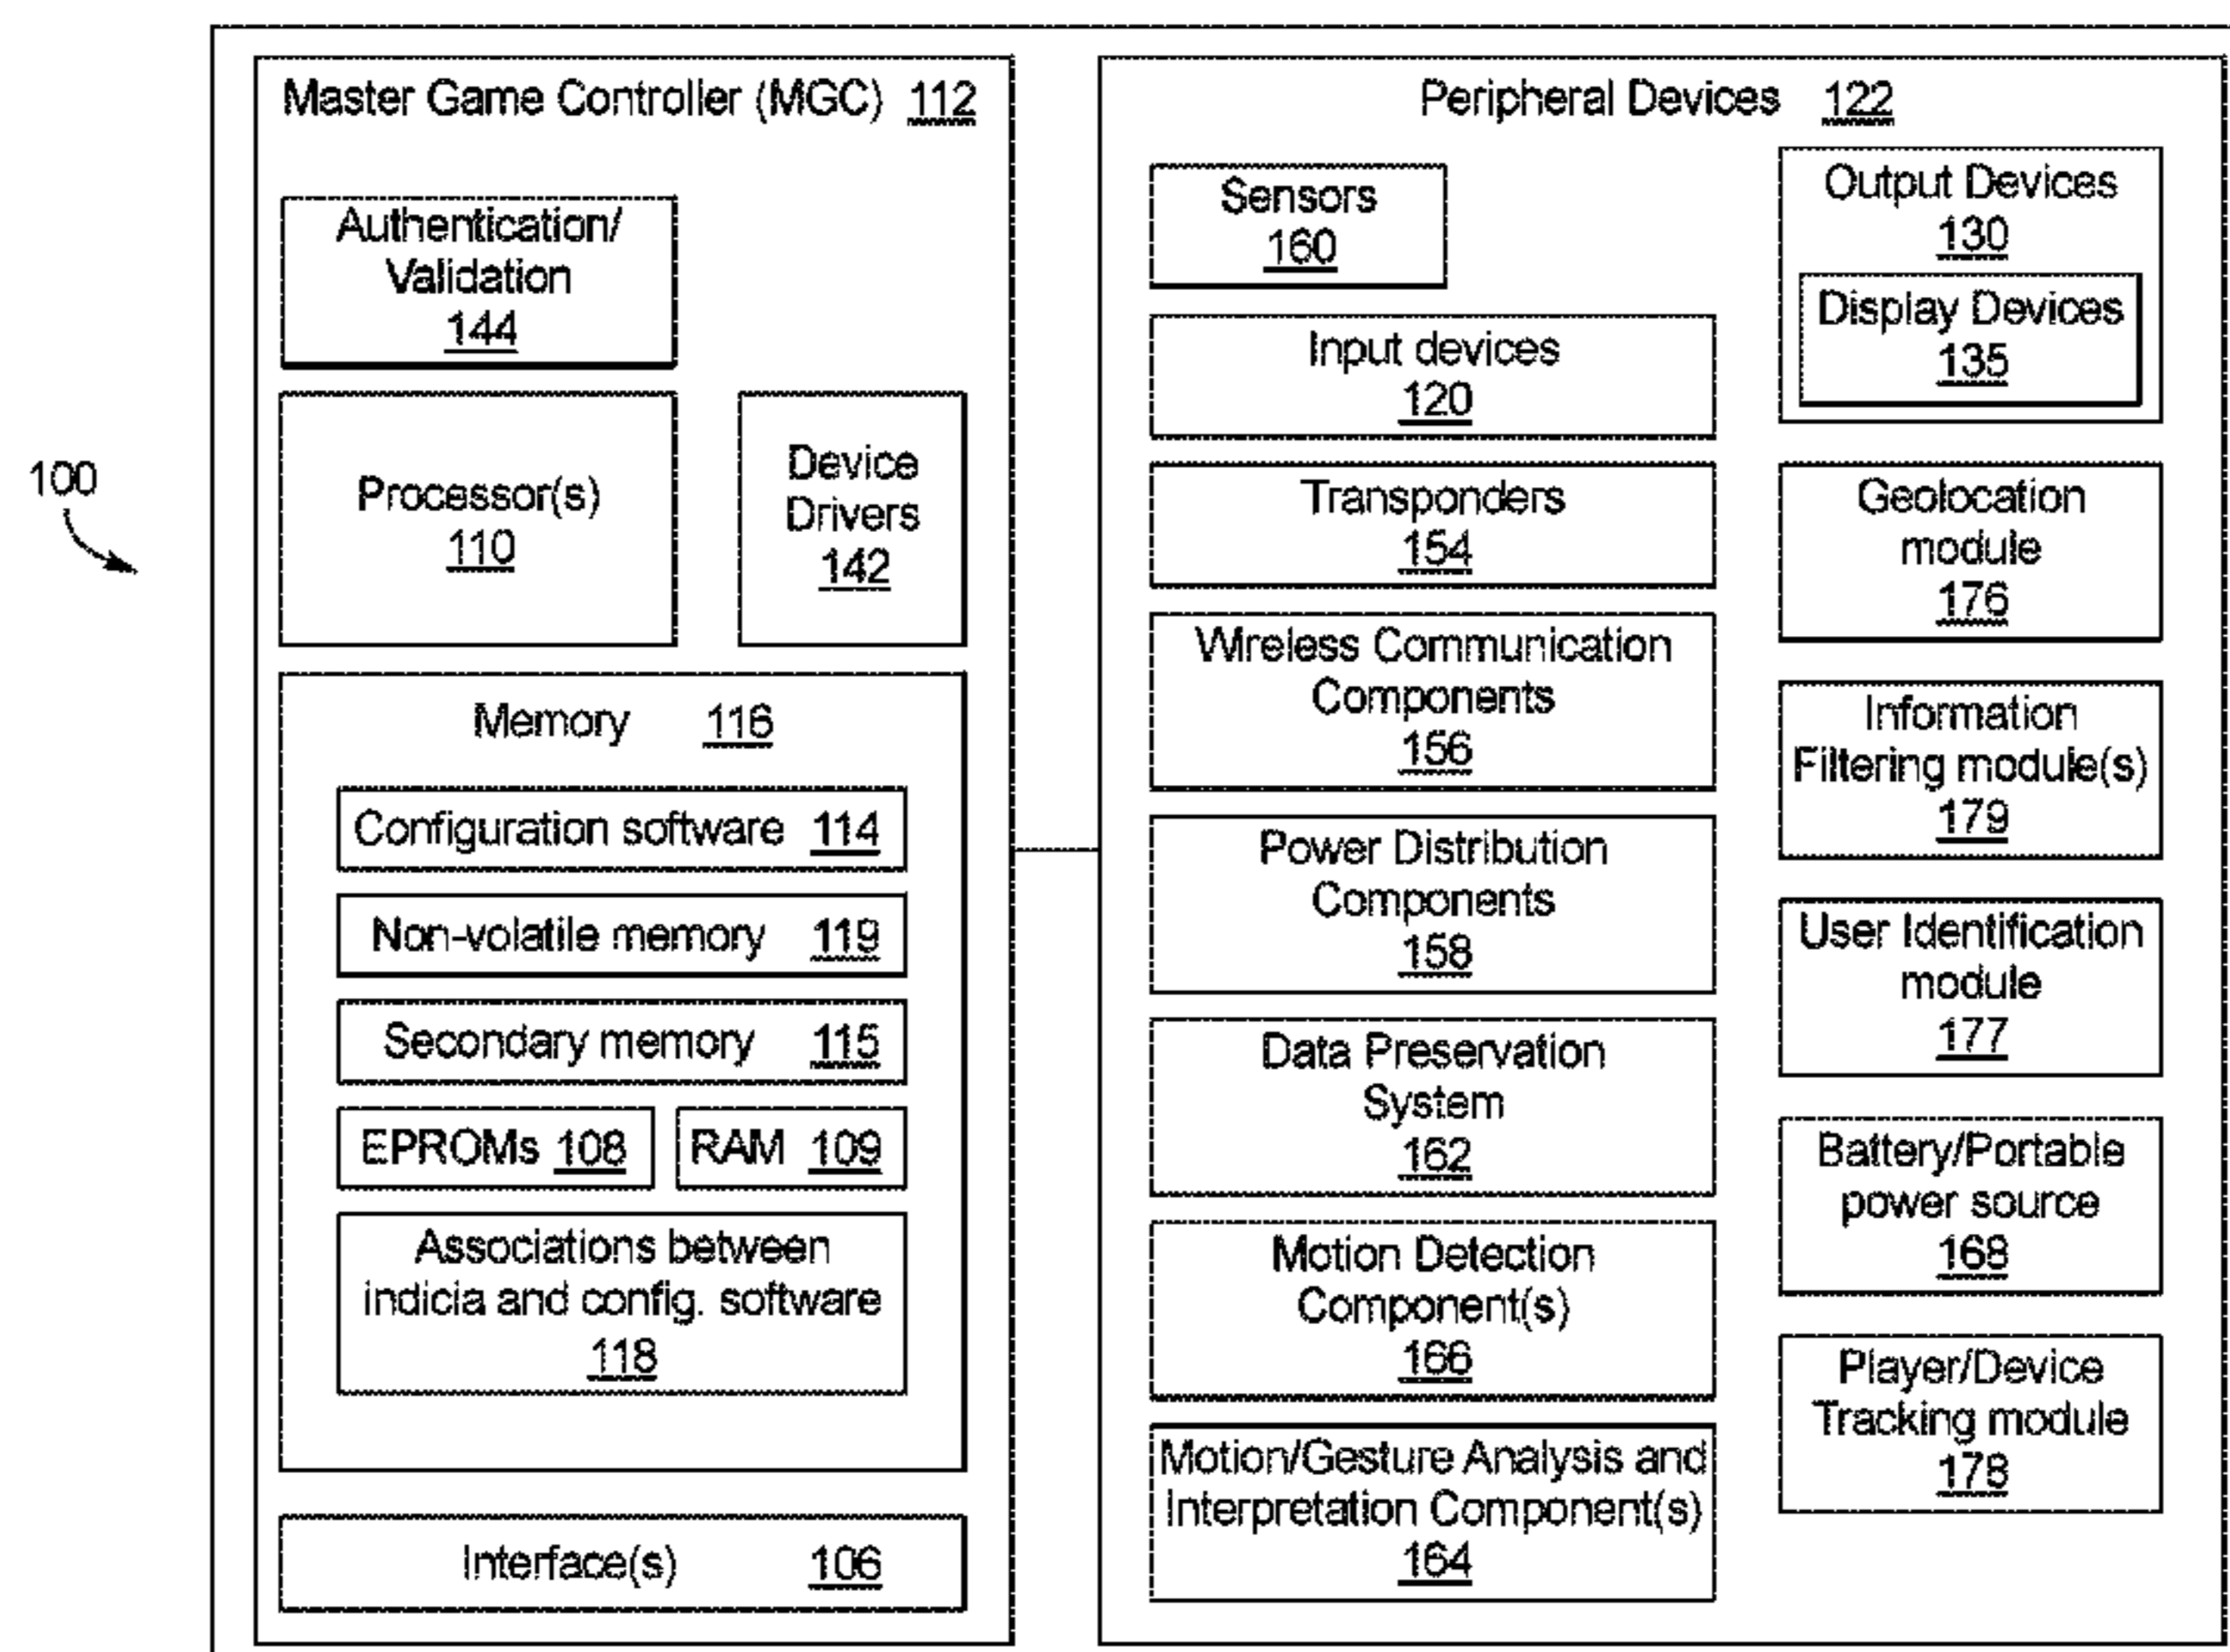 100
Master Game Controller (MGC) 112
Authentication/
Validation
144
Processor(s)
110
Device
Drivers
142
Memory 116
Configuration software 114
Non-volatile memory 119
Secondary memory 115
EPROMs 108
RAM 109
Associations between
indicia and config. software
118
Interface(s) 106
Peripheral Devices 122
Sensors
160
Input devices
120
Transponders
154
Wireless Communication
Components
156
Power Distribution
Components
158
Data Preservation
System
162
Motion Detection
Component(s)
166
Motion/Gesture Analysis and
Interpretation Component(s)
164
Output Devices
130
Display Devices
135
Geolocation
module
176
Information
Filtering module(s)
179
User Identification
module
177
Battery/Portable
power source
168
Player/Device
Tracking module
178